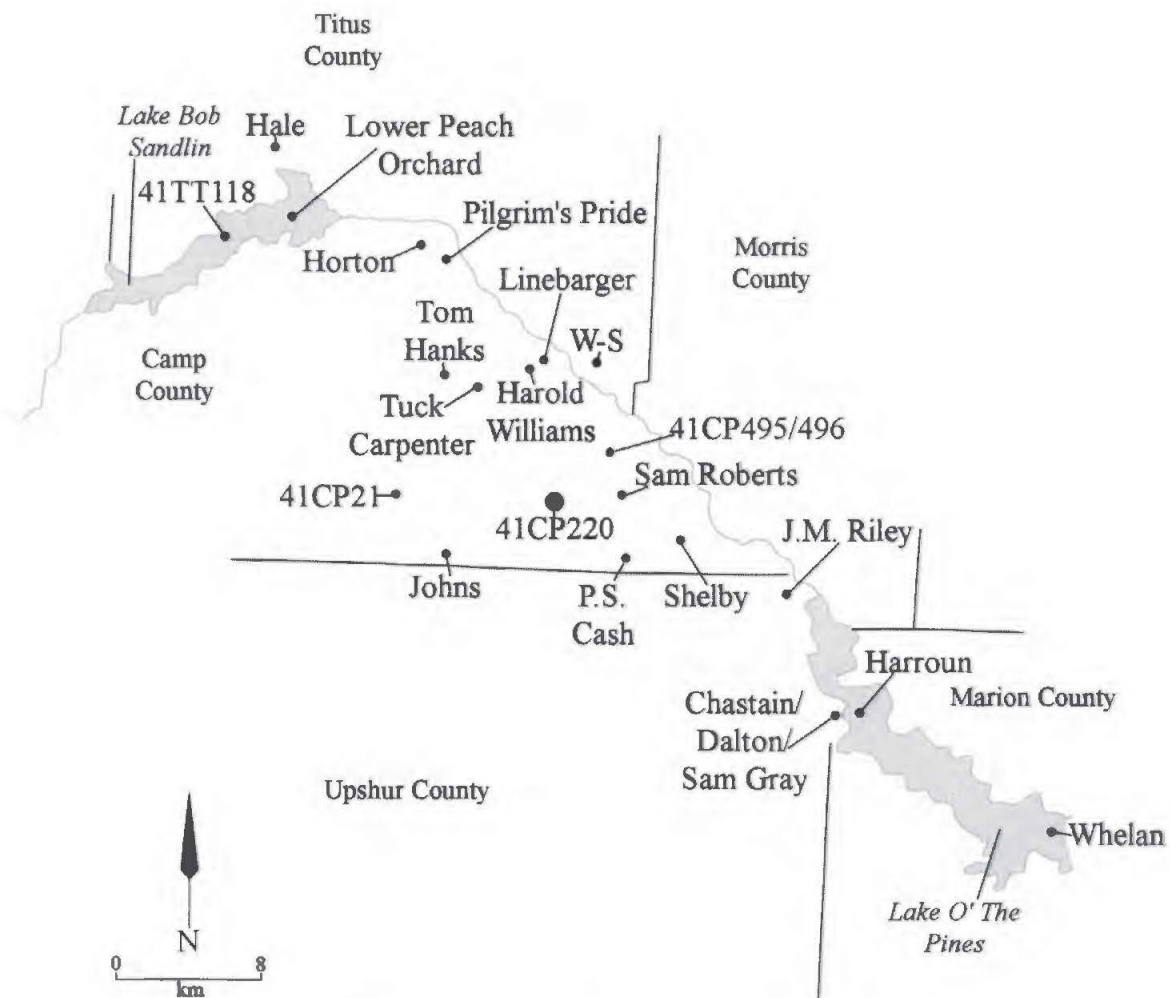 Titus
County
Lake Bob
Sandlin
Hale
Lower Peach
Orchard
41TT118
Pilgrim's Pride
Horton
Morris
County
Linebarger
Tom
Hanks
W-S
Camp
County
Tuck
Carpenter
Harold
Williams
41CP495/496
Sam Roberts
41CP21
41CP220
J.M. Riley
Johns
P.S.
Cash
Shelby
Harroun
Chastain/
Dalton/
Sam Gray
Marion County
Upshur County
Whelan
Lake O' The
Pines
N
0 8
km